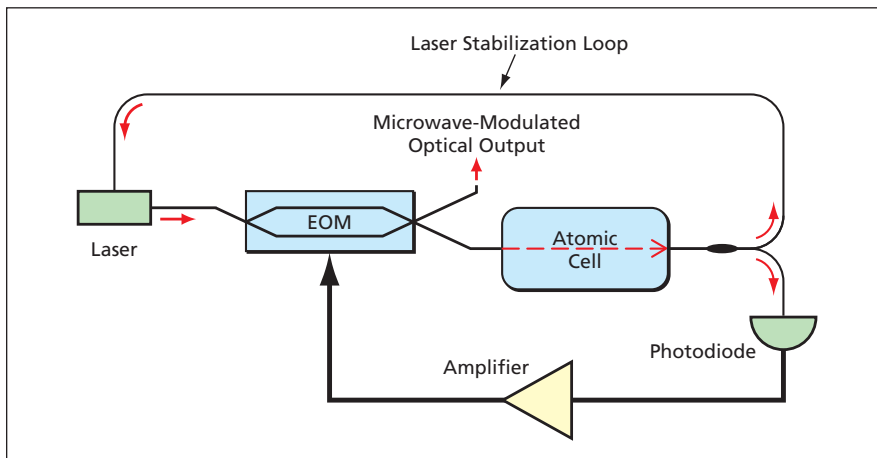 Laser Stabilization Loop
Microwave-Modulated
Optical Output
EOM
Laser
Atomic
Cell
Photodiode
Amplifier